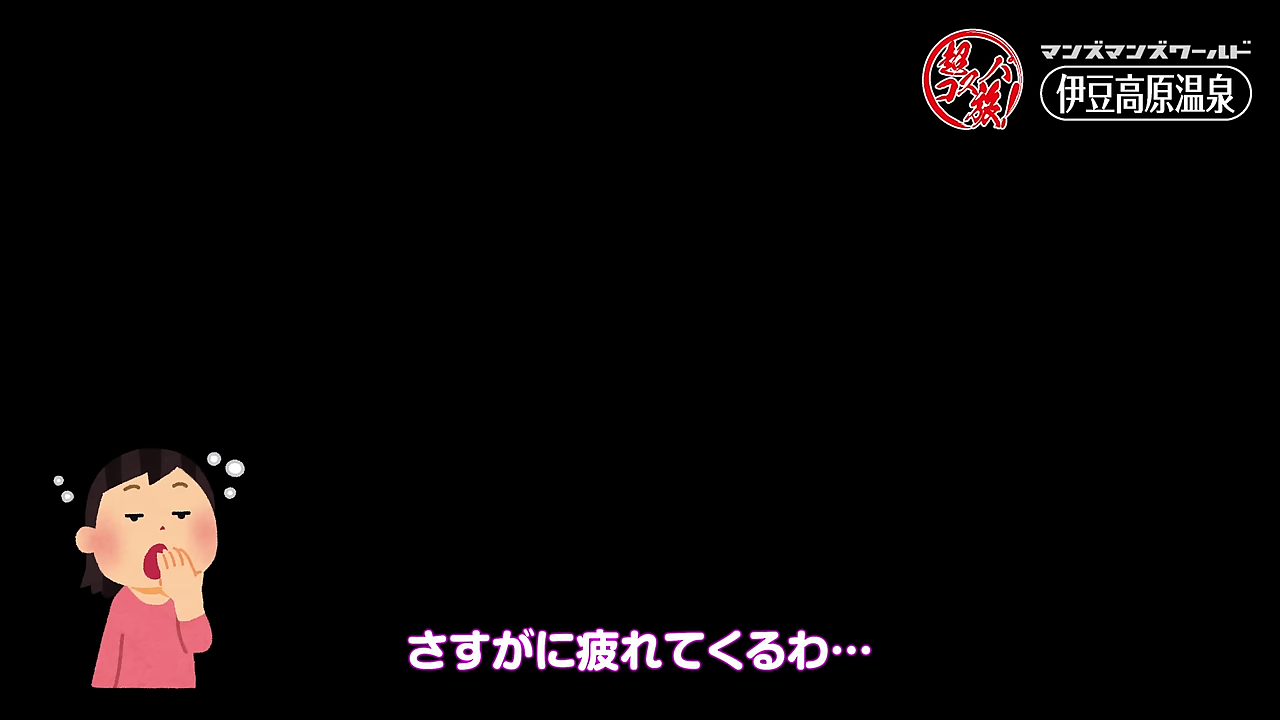 超コスパ旅!
マンズマンズワールド
伊豆高原温泉
さすがに疲れてくるわ…